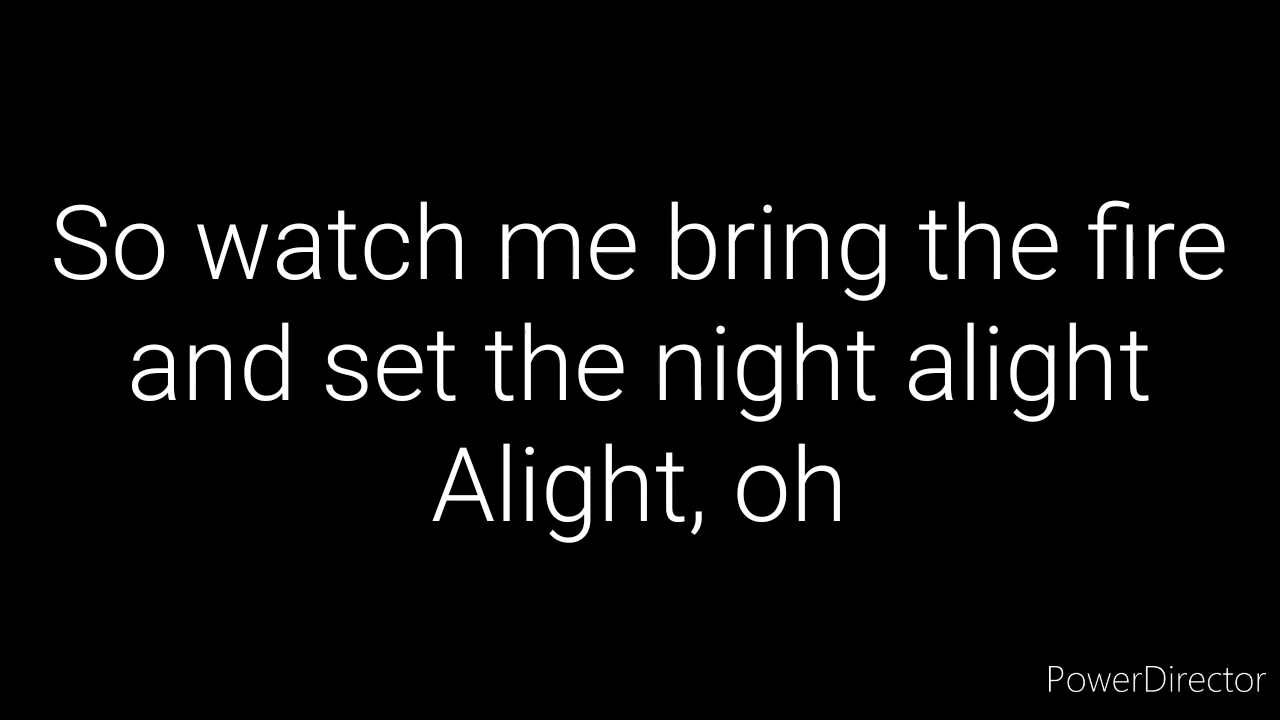 So watch me bring the fire
and set the night alight
Alight, oh
PowerDirector